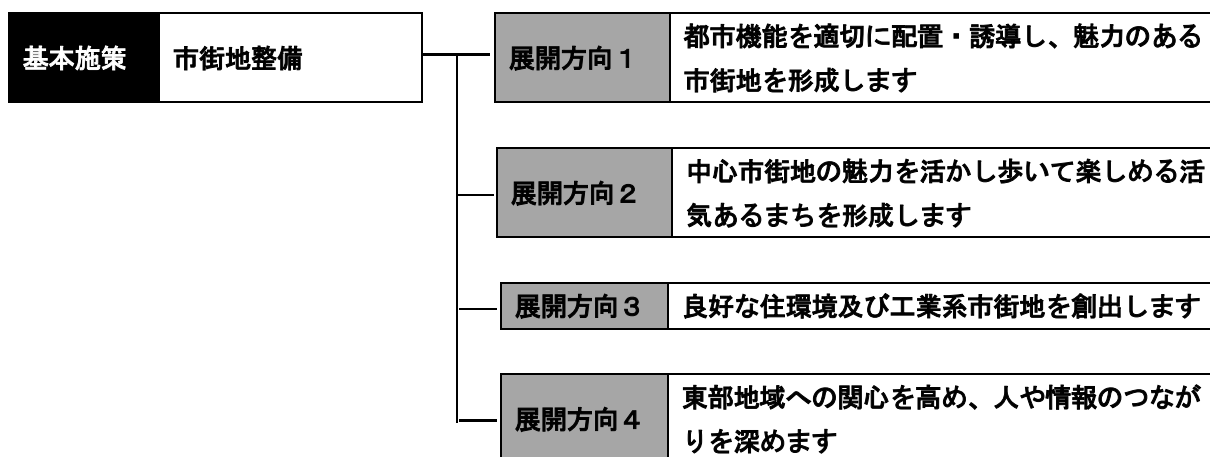 基本施策 市街地整備
展開方向1
都市機能を適切に配置・誘導し、魅力のある
市街地を形成します
展開方向2
中心市街地の魅力を活かし歩いて楽しめる活
気あるまちを形成します
展開方向3
良好な住環境及び工業系市街地を創出します
展開方向4
東部地域への関心を高め、人や情報のつなが
りを深めます